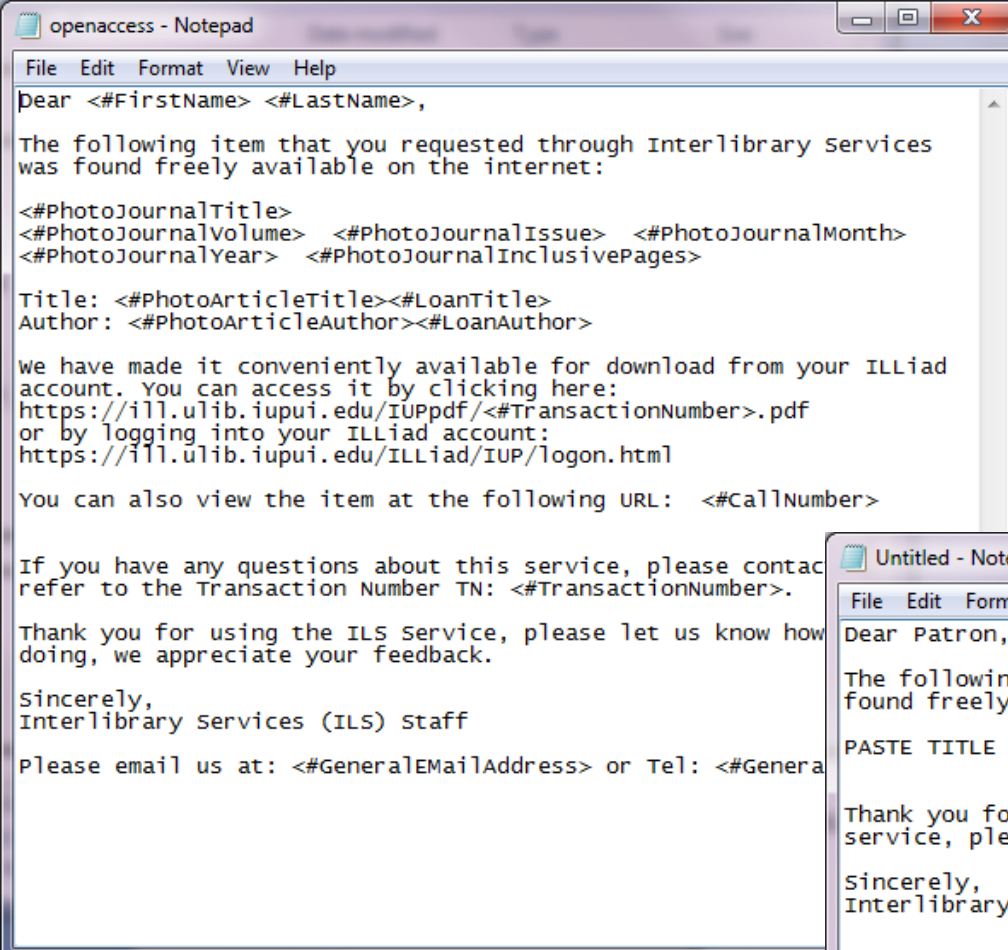 openaccess - Notepad
File Edit Format View Help
Dear <#FirstName> <#LastName>,
The following item that you requested through Interlibrary Services
was found freely available on the internet:
<#PhotoJournalTitle>
<#PhotoJournalVolume>  <#PhotoJournalIssue>  <#PhotoJournalMonth>
<#PhotoJournalYear>  <#PhotoJournalInclusivePages>
Title: <#PhotoArticleTitle><#LoanTitle>
Author: <#PhotoArticleAuthor><#LoanAuthor>
We have made it conveniently available for download from your ILLiad
account. You can access it by clicking here:
https://ill.ulib.iupui.edu/IUPpdf/<#TransactionNumber>.pdf
or by logging into your ILLiad account:
https://ill.ulib.iupui.edu/ILLiad/IUP/logon.html
You can also view the item at the following URL:  <#CallNumber>
If you have any questions about this service, please contac
refer to the Transaction Number TN: <#TransactionNumber>.
Thank you for using the ILS Service, please let us know how
doing, we appreciate your feedback.
Sincerely,
Interlibrary Services (ILS) Staff
Please email us at: <#GeneralEMailAddress> or Tel: <#Genera
Untitled - Note
File Edit Form
Dear Patron,
The followin
found freely
PASTE TITLE
Thank you fo
service, ple
Sincerely,
Interlibrary